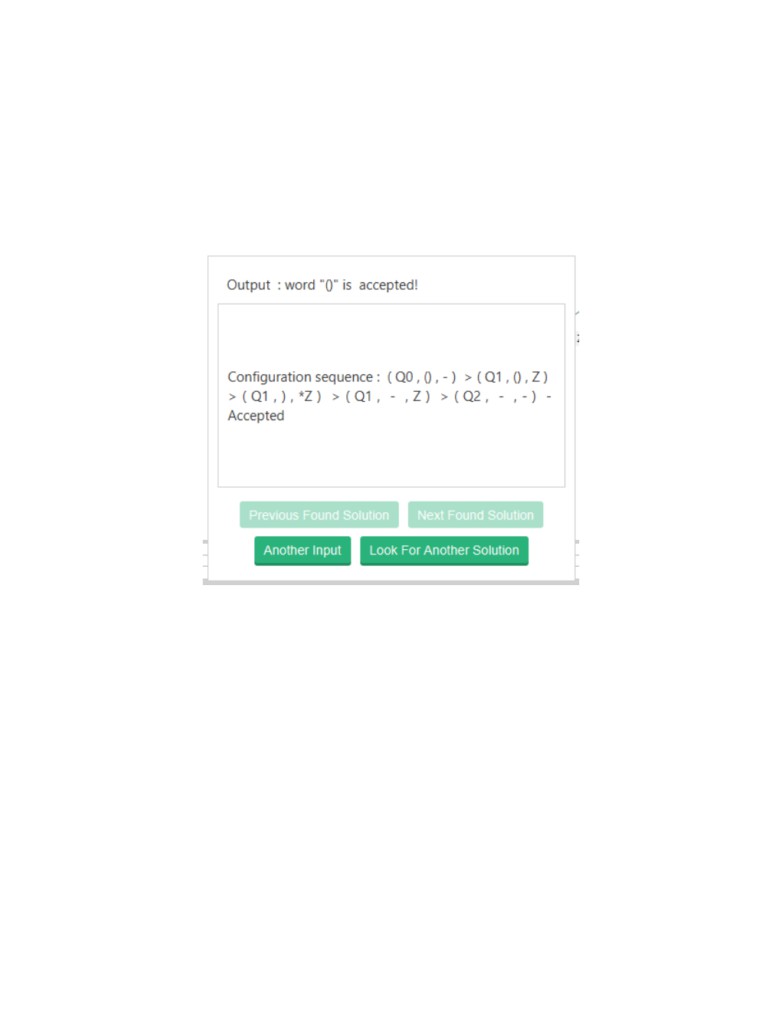 Output : word "()" is accepted!
Configuration sequence : ( Q0 , () , - ) > ( Q1 , () , Z )
> ( Q1 , ) , *Z ) > ( Q1 , - , Z ) > ( Q2 , - , - ) -
Accepted
Previous Found Solution Next Found Solution
Another Input Look For Another Solution